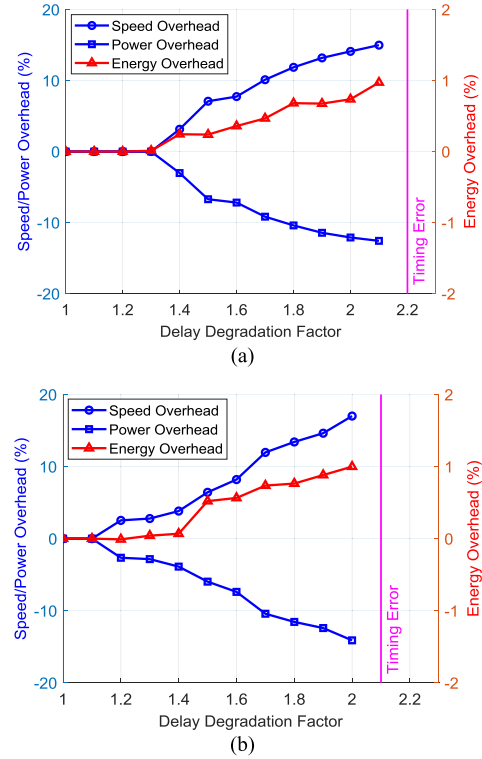 20
10
0
-10
-20
Speed/Power Overhead (%)
Speed Overhead
Power Overhead
Energy Overhead
Timing Error
2
1
0
-1
-2
Energy Overhead (%)
1 1.2 1.4 1.6 1.8 2 2.2
Delay Degradation Factor
(a)
20
10
0
-10
-20
Speed/Power Overhead (%)
Speed Overhead
Power Overhead
Energy Overhead
Timing Error
2
1
0
-1
-2
Energy Overhead (%)
1 1.2 1.4 1.6 1.8 2 2.2
Delay Degradation Factor
(b)